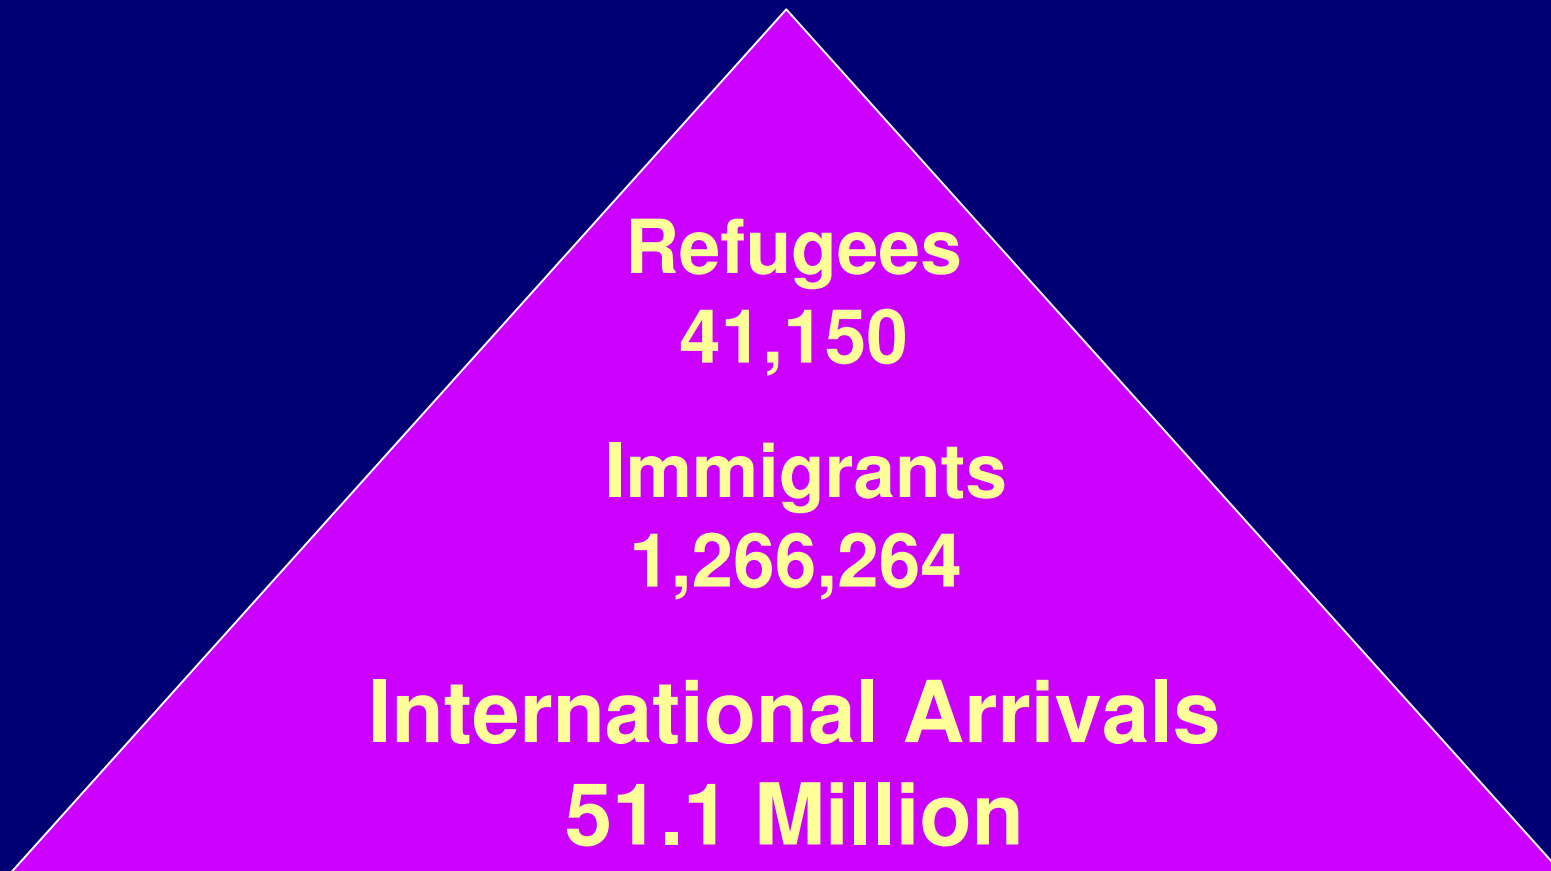 Refugees
41,150
Immigrants
1,266,264
International Arrivals
51.1 Million